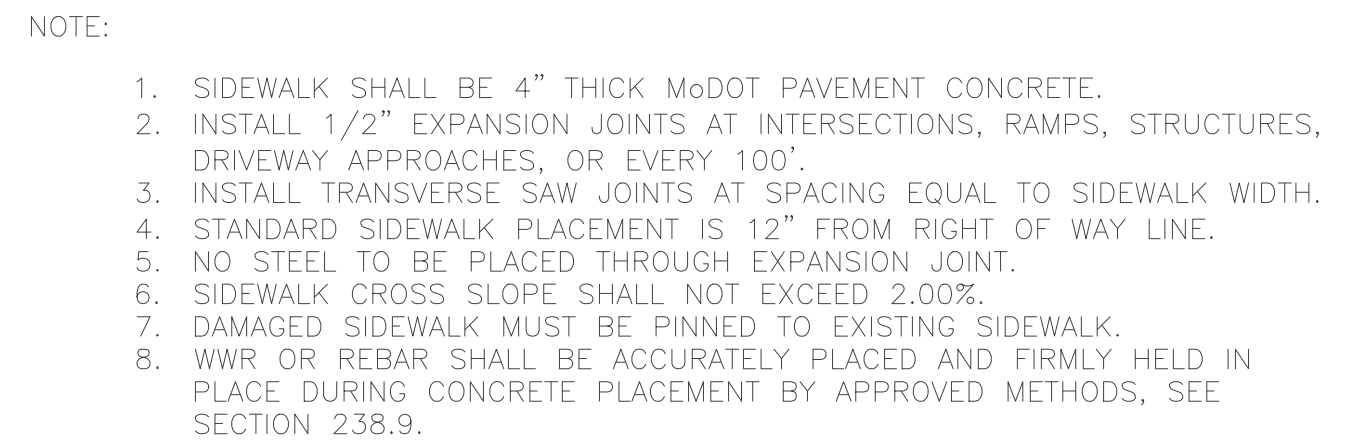 NOTE:
1. SIDEWALK SHALL BE 4" THICK MoDOT PAVEMENT CONCRETE.
2. INSTALL 1/2" EXPANSION JOINTS AT INTERSECTIONS, RAMPS, STRUCTURES,
DRIVEWAY APPROACHES, OR EVERY 100'.
3. INSTALL TRANSVERSE SAW JOINTS AT SPACING EQUAL TO SIDEWALK WIDTH.
4. STANDARD SIDEWALK PLACEMENT IS 12" FROM RIGHT OF WAY LINE.
5. NO STEEL TO BE PLACED THROUGH EXPANSION JOINT.
6. SIDEWALK CROSS SLOPE SHALL NOT EXCEED 2.00%.
7. DAMAGED SIDEWALK MUST BE PINNED TO EXISTING SIDEWALK.
8. WWR OR REBAR SHALL BE ACCURATELY PLACED AND FIRMLY HELD IN
PLACE DURING CONCRETE PLACEMENT BY APPROVED METHODS, SEE
SECTION 238.9.